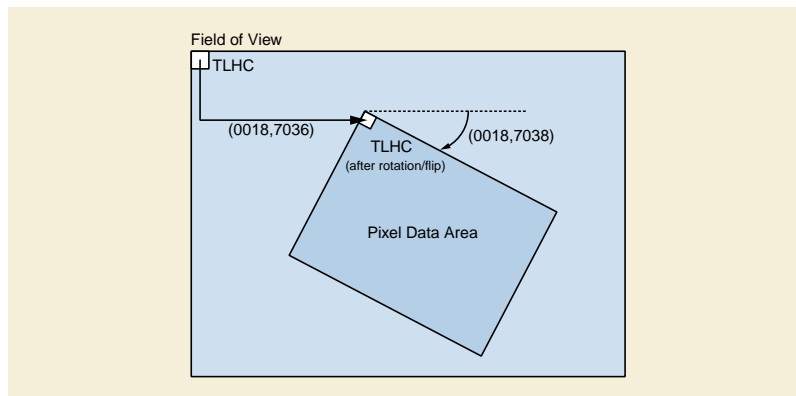 Field of View
TLHC
(0018,7036)
(0018,7038)
TLHC
(after rotation/flip)
Pixel Data Area